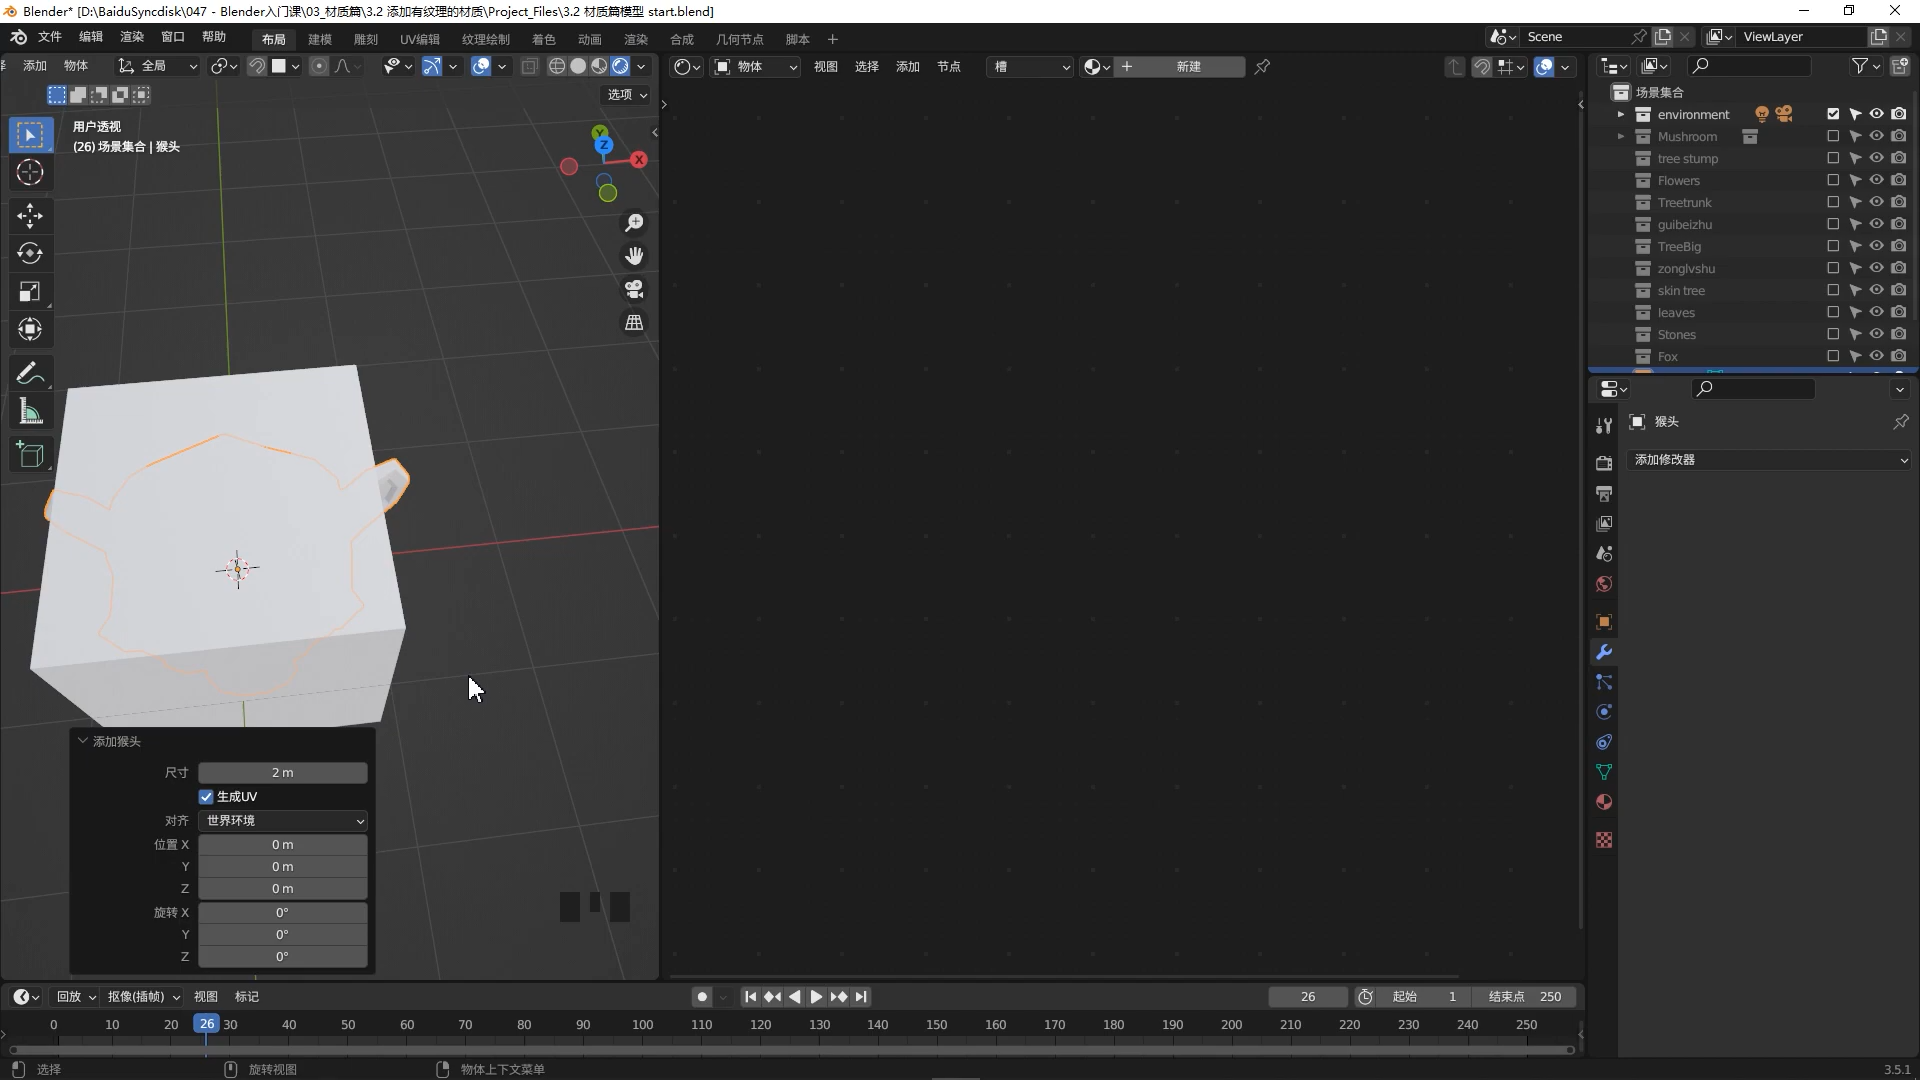 Blender* [D:\BaiduSyncdisk\047 - Blender入门课\03_材质篇\3.2 添加有纹理的材质\Project_Files\3.2 材质篇模型 start.blend]
文件 编辑 渲染 窗口 帮助 布局 建模 雕刻 UV编辑 纹理绘制 着色 动画 渲染 合成 几何节点 脚本 + Scene ViewLayer
添加 物体 全局 物体 视图 选择 添加 节点 槽 新建
选项
用户透视
(26) 场景集合 | 猴头
Y
Z
X
场景集合
environment
Mushroom
tree stump
Flowers
Treetrunk
guibeizhu
TreeBig
zonglvshu
skin tree
leaves
Stones
Fox
猴头
添加修改器
添加猴头
尺寸 2 m
生成UV
对齐 世界环境
位置 X 0 m
Y 0 m
Z 0 m
旋转 X 0°
Y 0°
Z 0°
回放 抠像(插帧) 视图 标记 26 起始 1 结束点 250
0 10 20 26 30 40 50 60 70 80 90 100 110 120 130 140 150 160 170 180 190 200 210 220 230 240 250
选择 旋转视图 物体上下文菜单 3.5.1